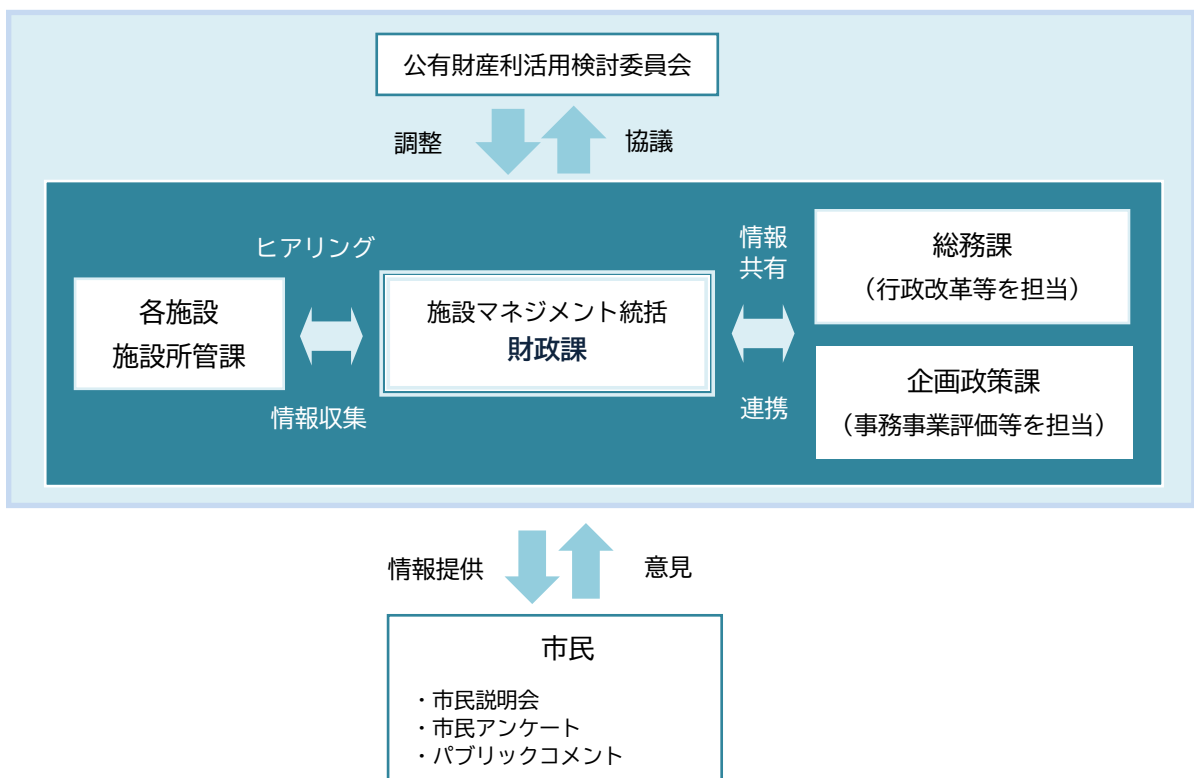 公有財産利活用検討委員会
調整
協議
ヒアリング
各施設
施設所管課
情報収集
施設マネジメント統括
財政課
情報
共有
連携
総務課
（行政改革等を担当）
企画政策課
（事務事業評価等を担当）
情報提供
意見
市民
・市民説明会
・市民アンケート
・パブリックコメント